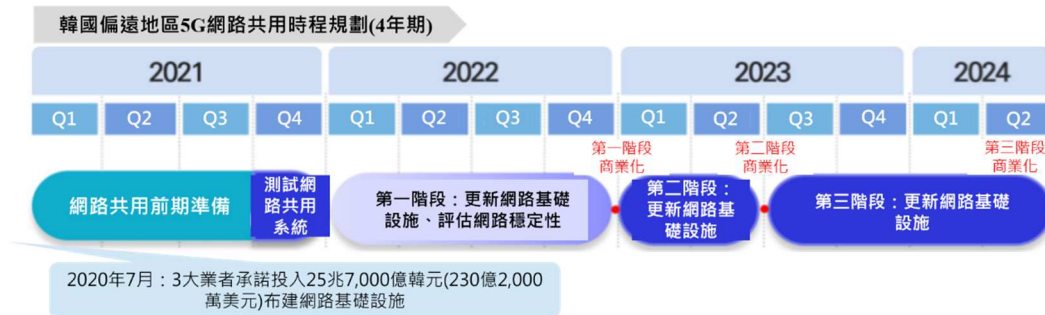 韓國偏遠地區5G網路共用時程規劃(4年期)
2021 2022 2023 2024
Q1 Q2 Q3 Q4 Q1 Q2 Q3 Q4 Q1 Q2 Q3 Q4 Q1 Q2
第一階段
商業化
第二階段
商業化
第三階段
商業化
網路共用前期準備
測試網
路共用
系統
第一階段：更新網路基礎
設施、評估網路穩定性
第二階段：
更新網路基
礎設施
第三階段：更新網路基礎
設施
2020年7月：3大業者承諾投入25兆7,000億韓元(230億2,000
萬美元)布建網路基礎設施